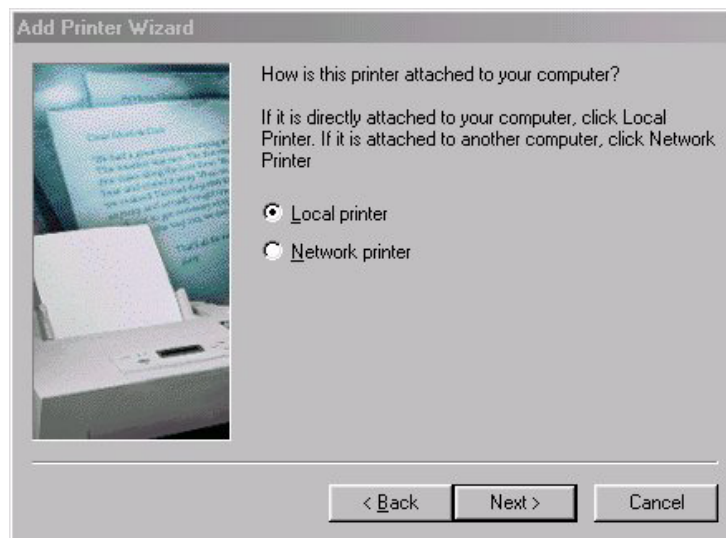 Add Printer Wizard
How is this printer attached to your computer?
If it is directly attached to your computer, click Local
Printer. If it is attached to another computer, click Network
Printer
Local printer
Network printer
< Back
Next >
Cancel